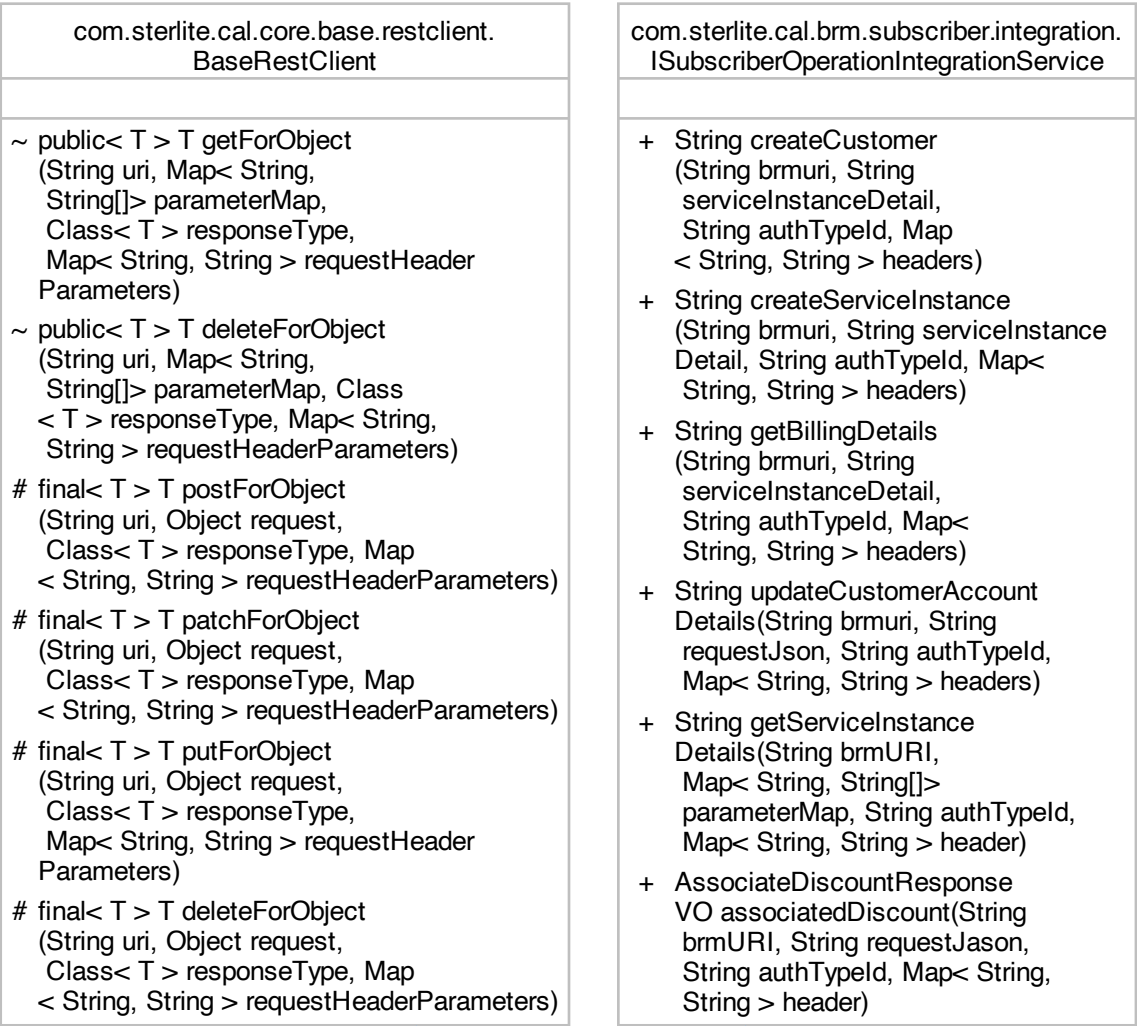 com.sterlite.cal.core.base.restclient.
BaseRestClient
~ public< T > T getForObject
(String uri, Map< String,
String[]> parameterMap,
Class< T > responseType,
Map< String, String > requestHeader
Parameters)
~ public< T > T deleteForObject
(String uri, Map< String,
String[]> parameterMap, Class
< T > responseType, Map< String,
String > requestHeaderParameters)
# final< T > T postForObject
(String uri, Object request,
Class< T > responseType, Map
< String, String > requestHeaderParameters)
# final< T > T patchForObject
(String uri, Object request,
Class< T > responseType, Map
< String, String > requestHeaderParameters)
# final< T > T putForObject
(String uri, Object request,
Class< T > responseType,
Map< String, String > requestHeader
Parameters)
# final< T > T deleteForObject
(String uri, Object request,
Class< T > responseType, Map
< String, String > requestHeaderParameters)
com.sterlite.cal.brm.subscriber.integration.
ISubscriberOperationIntegrationService
+ String createCustomer
(String brmuri, String
serviceInstanceDetail,
String authTypeId, Map
< String, String > headers)
+ String createServiceInstance
(String brmuri, String serviceInstance
Detail, String authTypeId, Map<
String, String > headers)
+ String getBillingDetails
(String brmuri, String
serviceInstanceDetail,
String authTypeId, Map<
String, String > headers)
+ String updateCustomerAccount
Details(String brmuri, String
requestJson, String authTypeId,
Map< String, String > headers)
+ String getServiceInstance
Details(String brmURI,
Map< String, String[]>
parameterMap, String authTypeId,
Map< String, String > header)
+ AssociateDiscountResponse
VO associatedDiscount(String
brmURI, String requestJason,
String authTypeId, Map< String,
String > header)